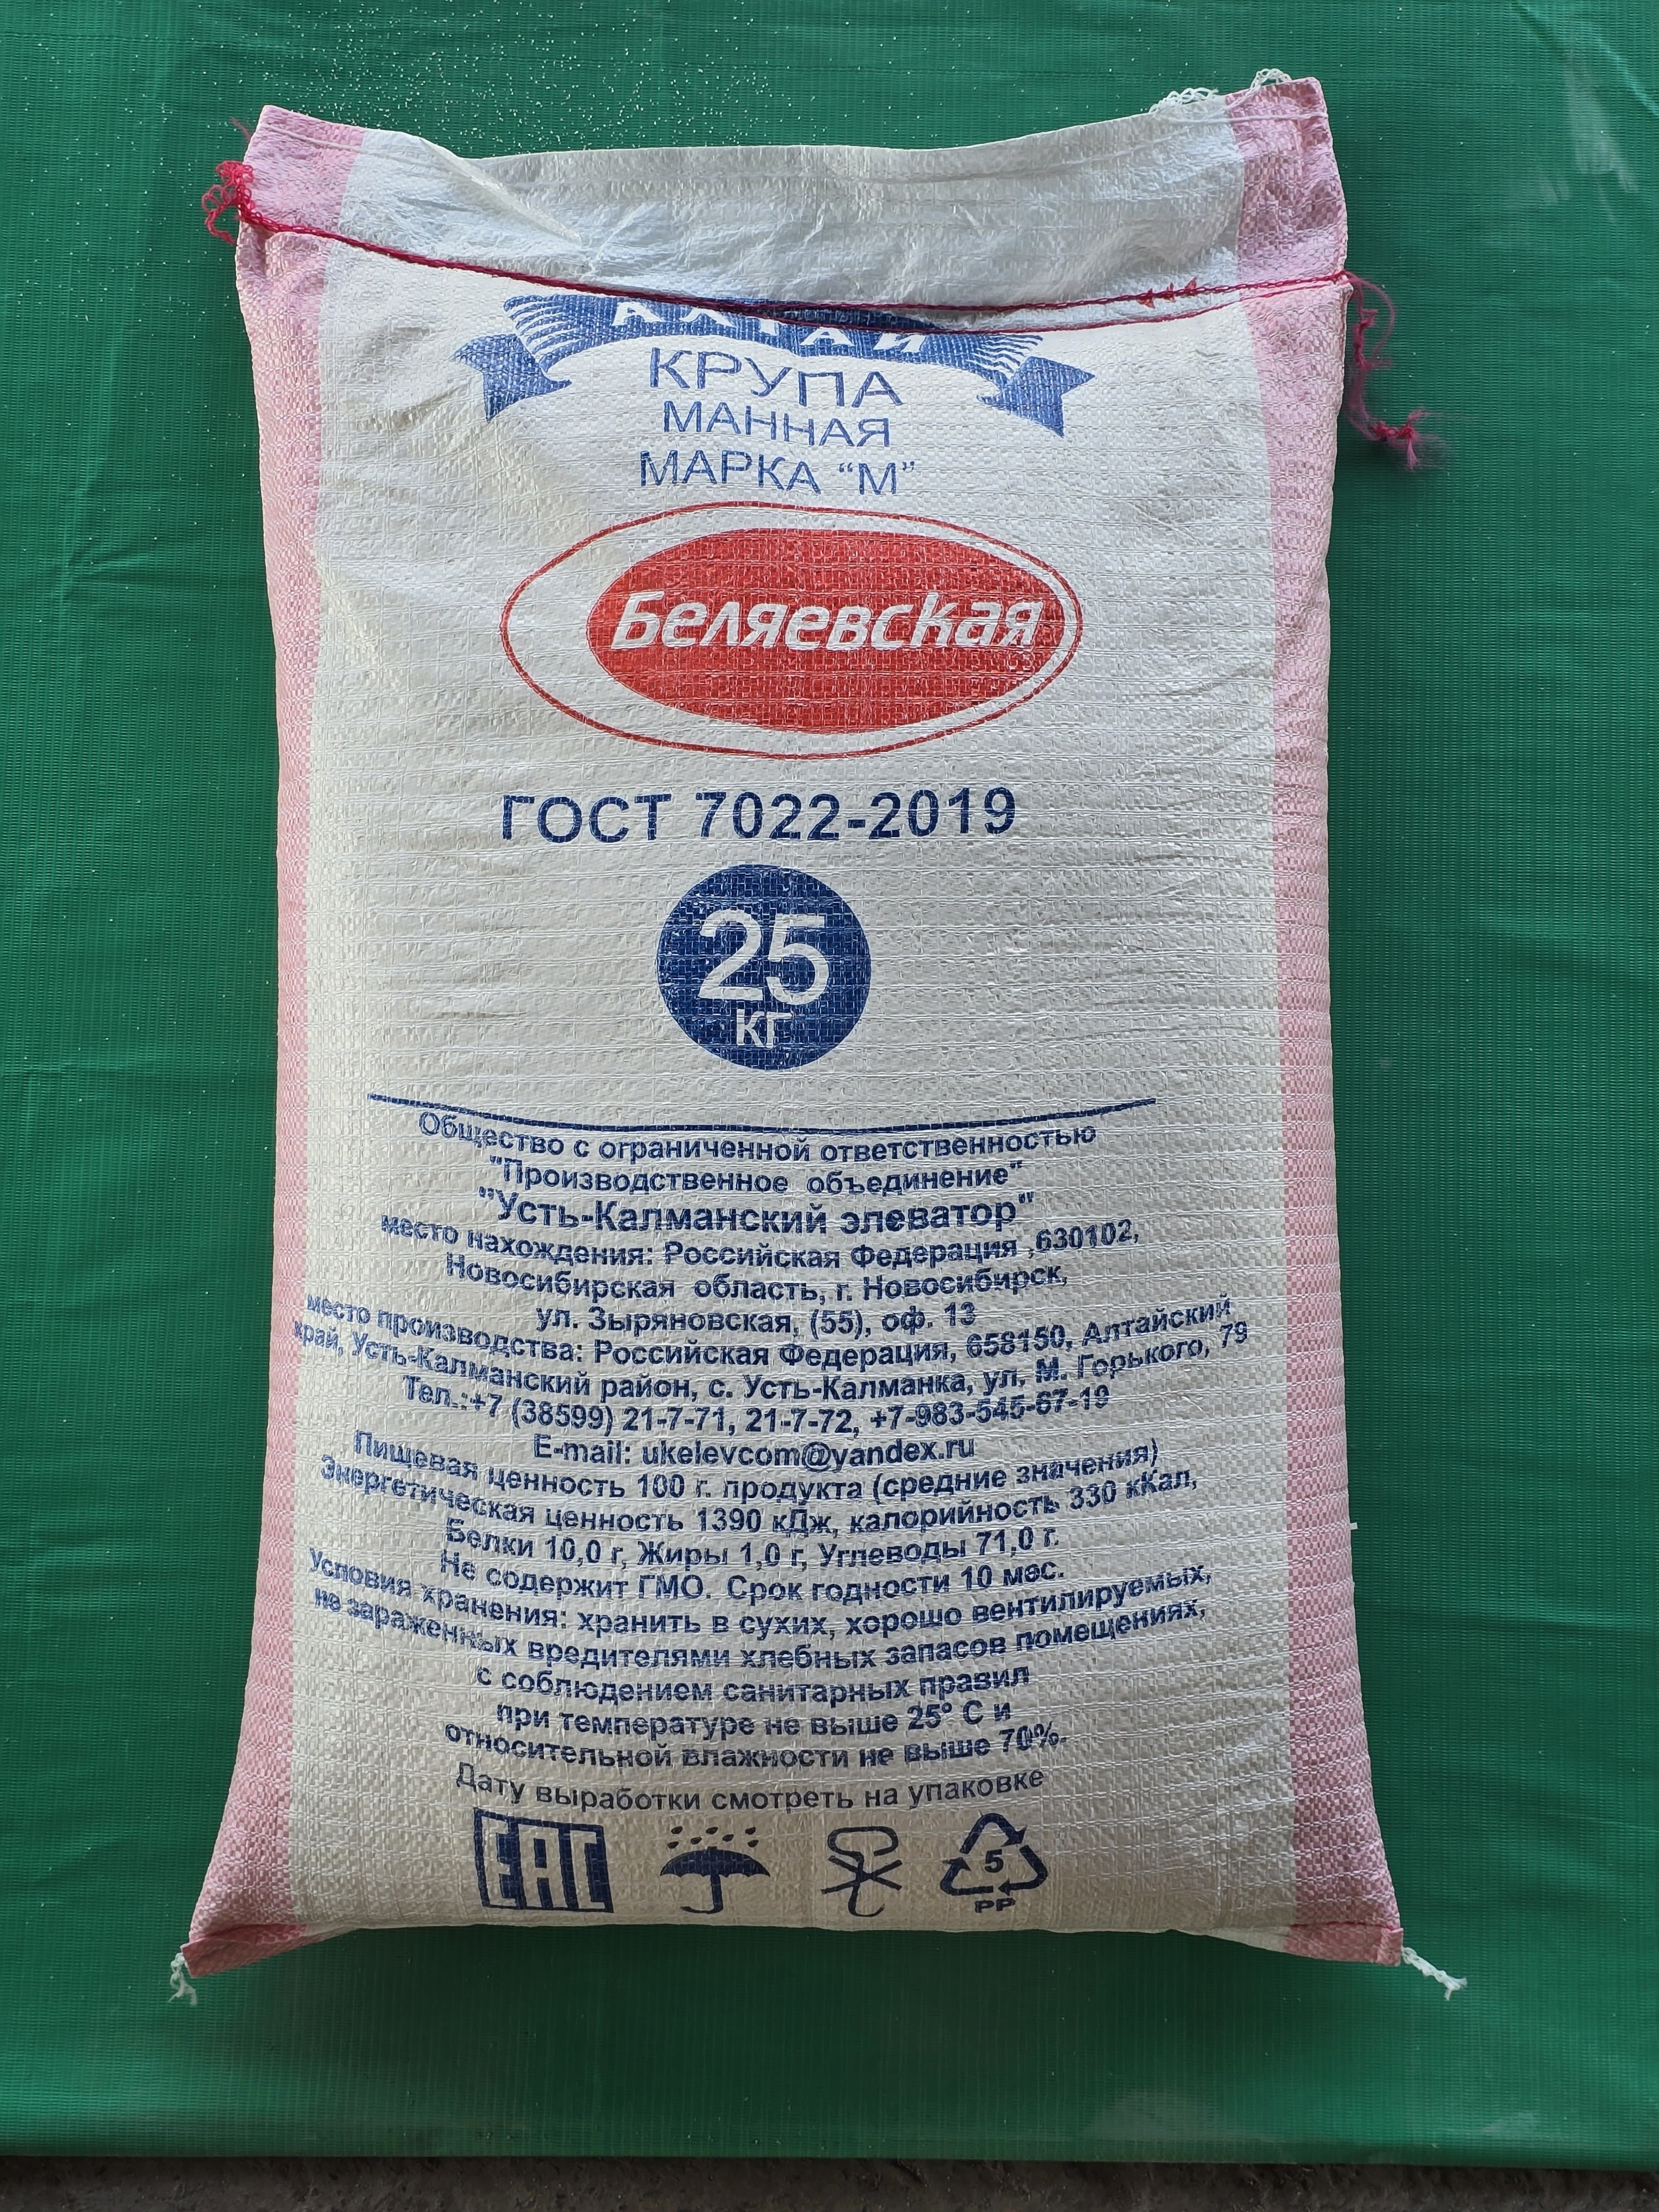 АЛТАЙ
КРУПА
МАННАЯ
МАРКА “М”
Беляевская
ГОСТ 7022-2019
25
КГ
Общество с ограниченной ответственностью
"Производственное объединение"
"Усть-Калманский элеватор"
место нахождения: Российская Федерация ,630102,
Новосибирская область, г. Новосибирск,
ул. Зыряновская, (55), оф. 13
место производства: Российская Федерация, 658150, Алтайский
край, Усть-Калманский район, с. Усть-Калманка, ул. М. Горького, 79
Тел.:+7 (38599) 21-7-71, 21-7-72, +7-983-545-67-19
E-mail: ukelevcom@yandex.ru
Пищевая ценность 100 г. продукта (средние значения)
Энергетическая ценность 1390 кДж, калорийность 330 кКал,
Белки 10,0 г, Жиры 1,0 г, Углеводы 71,0 г.
Не содержит ГМО. Срок годности 10 мес.
Условия хранения: хранить в сухих, хорошо вентилируемых,
не зараженных вредителями хлебных запасов помещениях,
с соблюдением санитарных правил
при температуре не выше 25° С и
относительной влажности не выше 70%.
Дату выработки смотреть на упаковке
EAC
5
PP